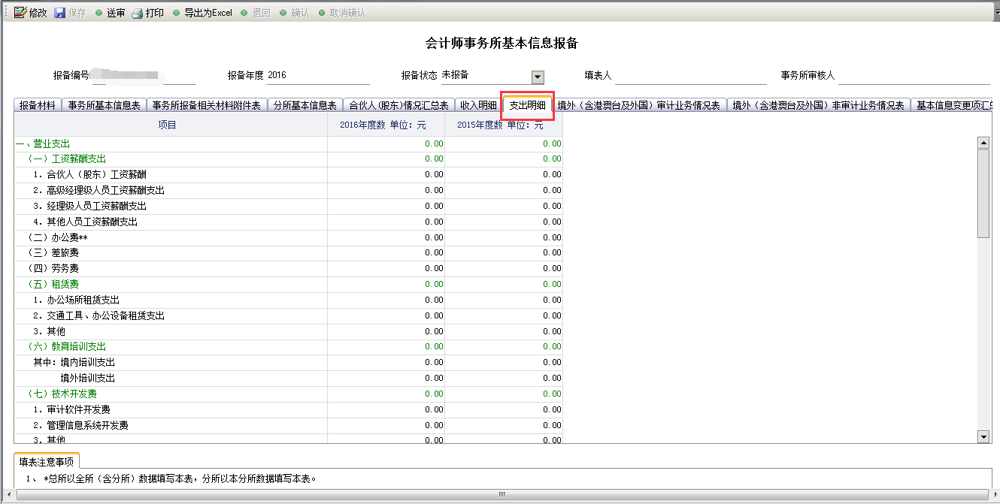 修改 保存 送审 打印 导出为Excel 退回 确认 取消确认
会计师事务所基本信息报备
报备编号 报备年度 2016 报备状态 未报备 填表人 事务所审核人
报备材料 事务所基本信息表 事务所报备相关材料附件表 分所基本信息表 合伙人(股东)情况汇总表 收入明细 支出明细 境外（含港澳台及外国）审计业务情况表 境外（含港澳台及外国）非审计业务情况表 基本信息变更项汇总
项目 2016年度数 单位：元 2015年度数 单位：元
一、营业支出 0.00 0.00
（一）工资薪酬支出 0.00 0.00
1. 合伙人（股东）工资薪酬 0.00 0.00
2. 高级经理级人员工资薪酬支出 0.00 0.00
3. 经理级人员工资薪酬支出 0.00 0.00
4. 其他人员工资薪酬支出 0.00 0.00
（二）办公费** 0.00 0.00
（三）差旅费 0.00 0.00
（四）劳务费 0.00 0.00
（五）租赁费 0.00 0.00
1. 办公场所租赁支出 0.00 0.00
2. 交通工具、办公设备租赁支出 0.00 0.00
3. 其他 0.00 0.00
（六）教育培训支出 0.00 0.00
其中：境内培训支出 0.00 0.00
境外培训支出 0.00 0.00
（七）技术开发费 0.00 0.00
1. 审计软件开发费 0.00 0.00
2. 管理信息系统开发费 0.00 0.00
3. 其他 0.00 0.00
填表注意事项
1、 *总所以全所（含分所）数据填写本表，分所以本分所数据填写本表。